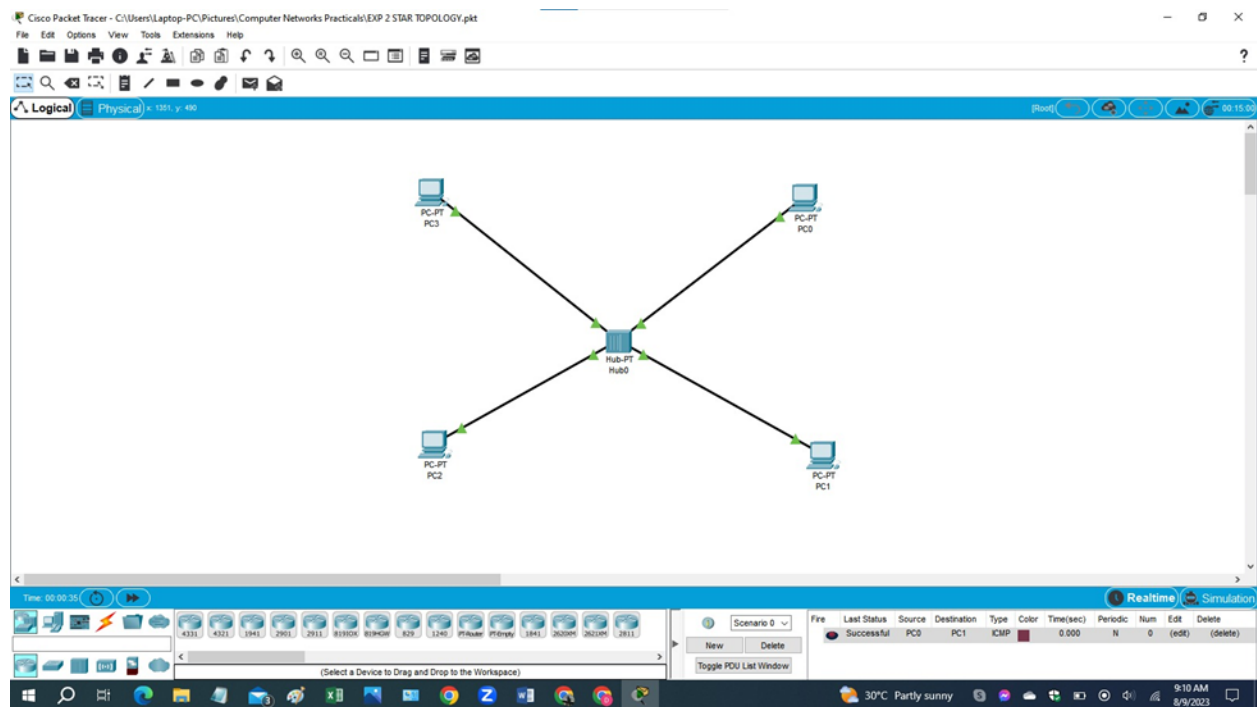 Cisco Packet Tracer - C:\Users\Laptop-PC\Pictures\Computer Networks Practicals\EXP 2 STAR TOPOLOGY.pkt
File Edit Options View Tools Extensions Help
?
Logical Physical x: 1351, y: 490 [Root] 00:15:00
PC-PT
PC3
PC-PT
PC0
Hub-PT
Hub0
PC-PT
PC2
PC-PT
PC1
Time: 00:00:35 Realtime Simulation
4331 4321 1941 2901 2911 819IOX 819HGW 829 1240 PT-Router PT-Empty 1841 2620XM 2621XM 2811
(Select a Device to Drag and Drop to the Workspace)
Scenario 0
New Delete
Toggle PDU List Window
Fire Last Status Source Destination Type Color Time(sec) Periodic Num Edit Delete
Successful PC0 PC1 ICMP 0.000 N 0 (edit) (delete)
30°C Partly sunny 9:10 AM
8/9/2023